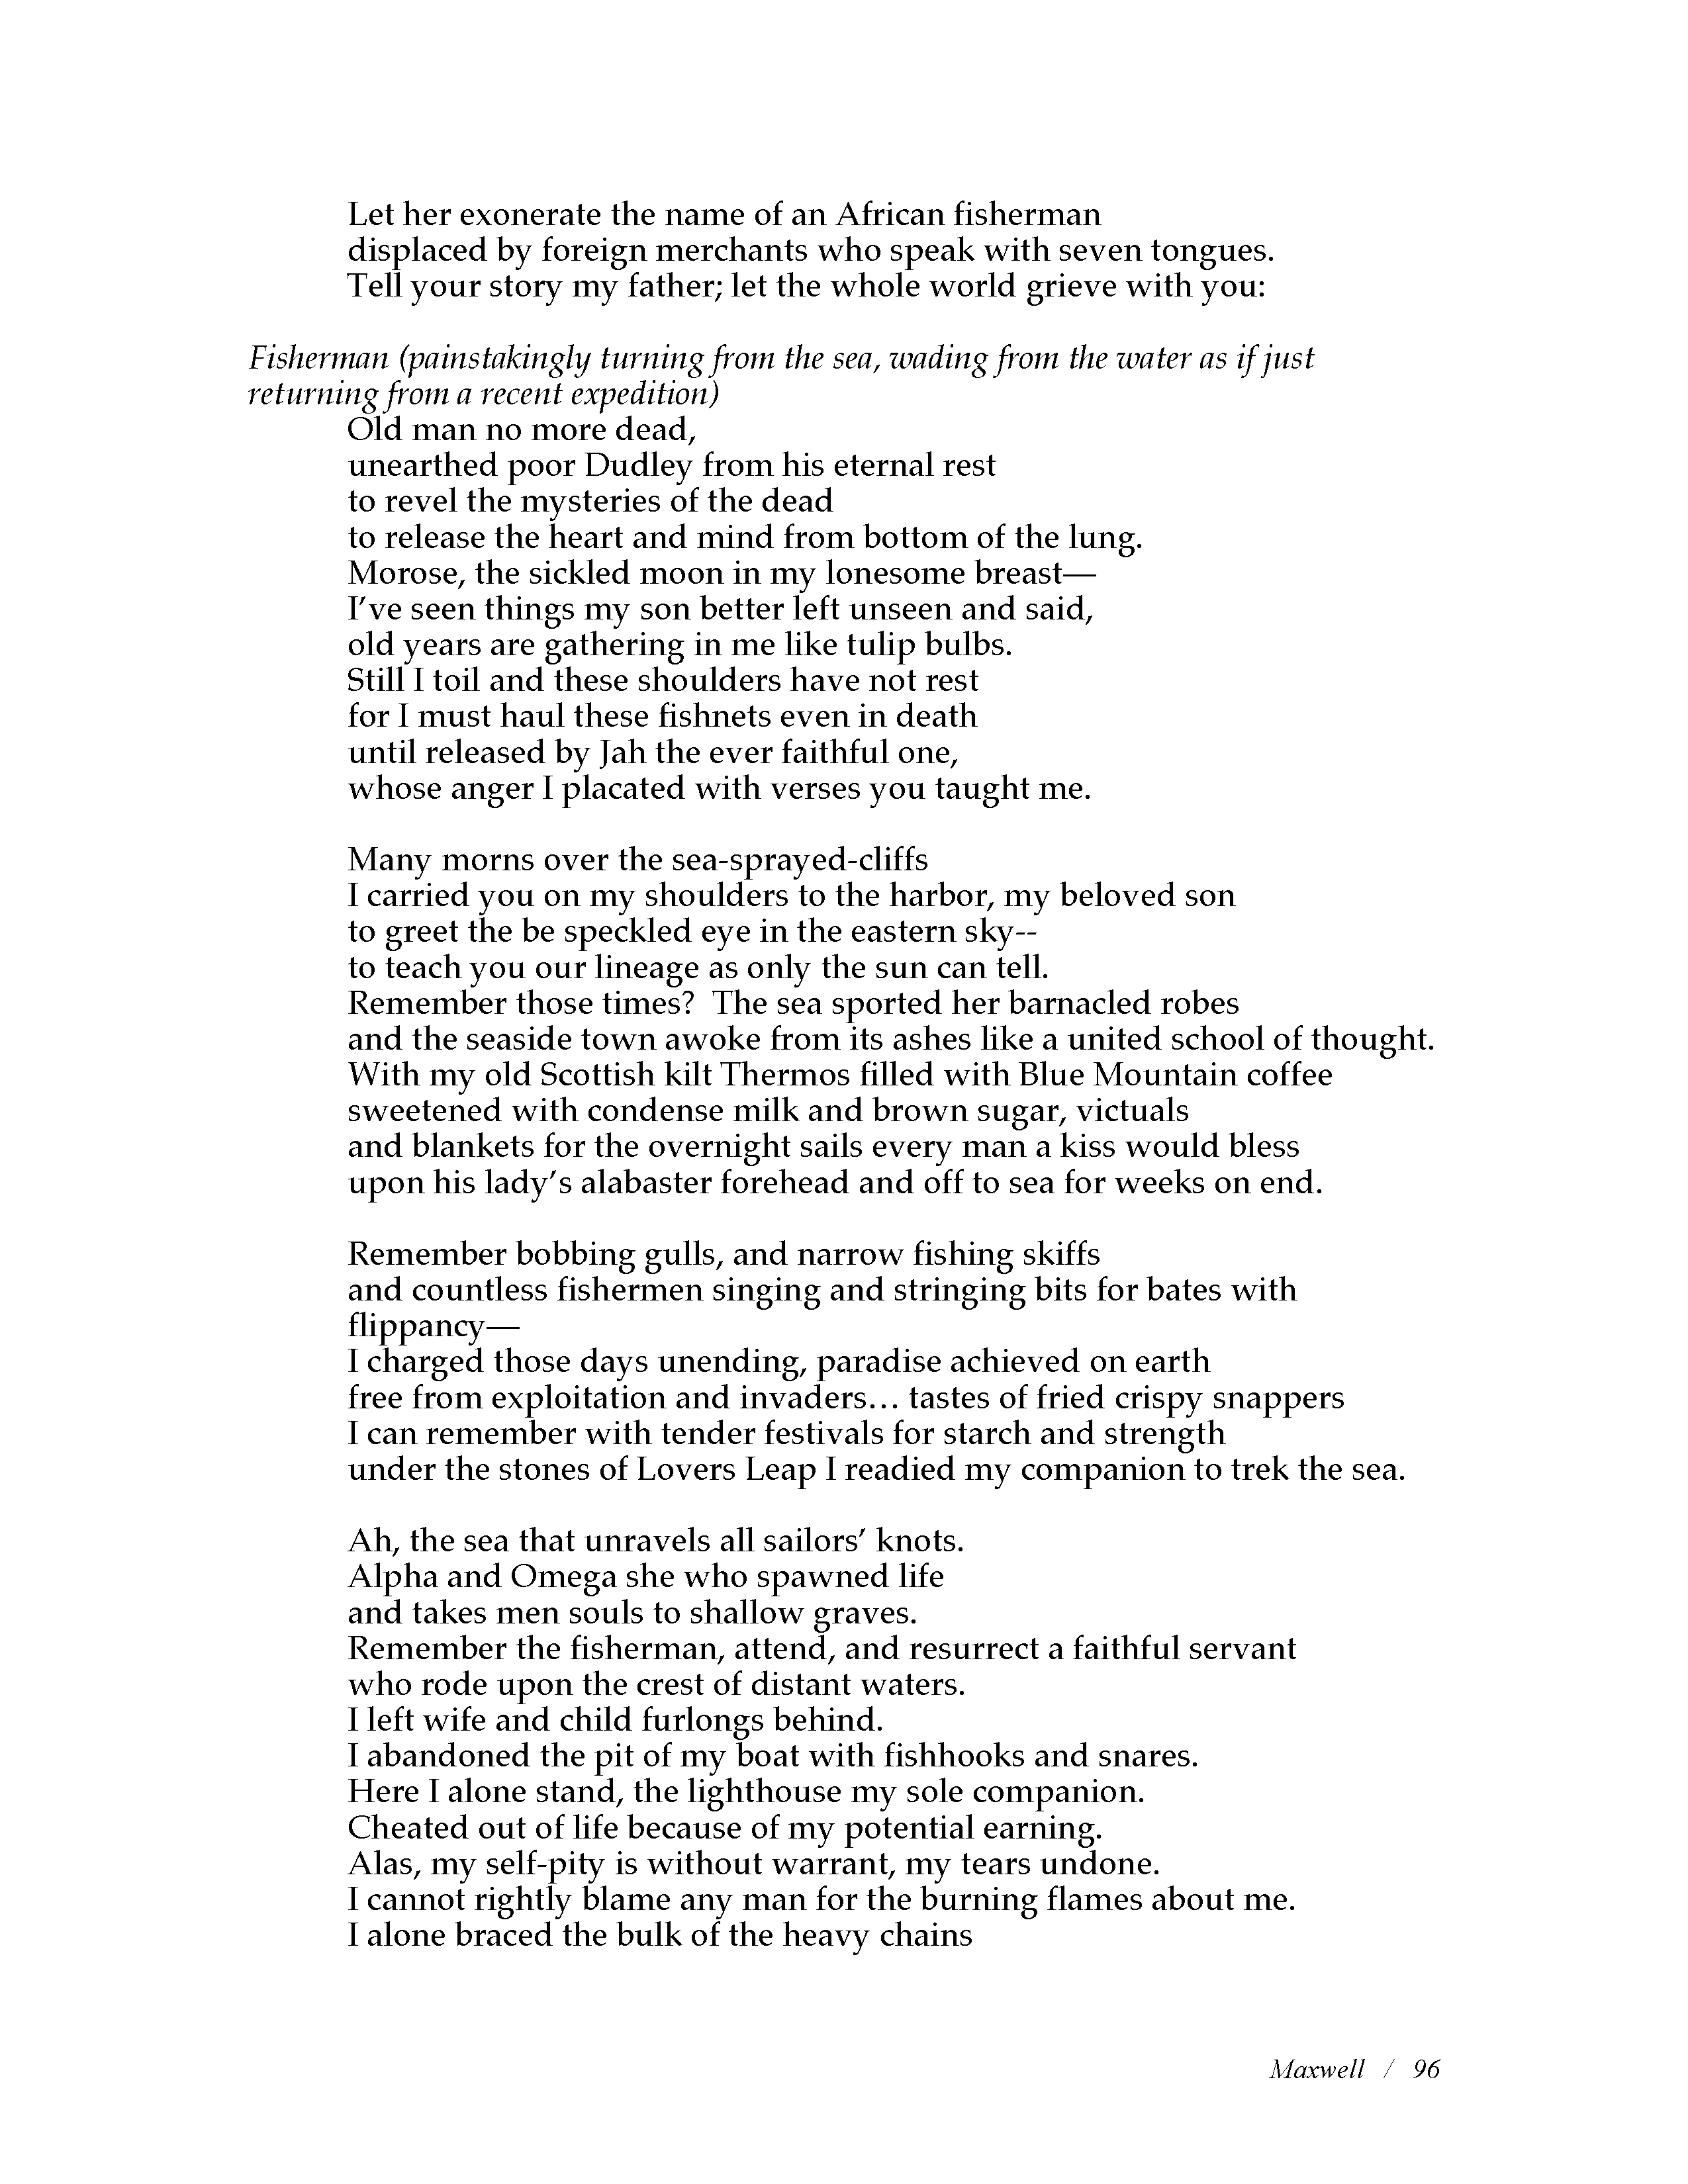 Let her exonerate the name of an African fisherman
displaced by foreign merchants who speak with seven tongues.
Tell your story my father; let the whole world grieve with you:
Fisherman (painstakingly turning from the sea, wading from the water as if just
returning from a recent expedition)
Old man no more dead,
unearthed poor Dudley from his eternal rest
to revel the mysteries of the dead
to release the heart and mind from bottom of the lung.
Morose, the sickled moon in my lonesome breast—
I’ve seen things my son better left unseen and said,
old years are gathering in me like tulip bulbs.
Still I toil and these shoulders have not rest
for I must haul these fishnets even in death
until released by Jah the ever faithful one,
whose anger I placated with verses you taught me.
Many morns over the sea-sprayed-cliffs
I carried you on my shoulders to the harbor, my beloved son
to greet the be speckled eye in the eastern sky--
to teach you our lineage as only the sun can tell.
Remember those times?  The sea sported her barnacled robes
and the seaside town awoke from its ashes like a united school of thought.
With my old Scottish kilt Thermos filled with Blue Mountain coffee
sweetened with condense milk and brown sugar, victuals
and blankets for the overnight sails every man a kiss would bless
upon his lady’s alabaster forehead and off to sea for weeks on end.
Remember bobbing gulls, and narrow fishing skiffs
and countless fishermen singing and stringing bits for bates with
flippancy—
I charged those days unending, paradise achieved on earth
free from exploitation and invaders… tastes of fried crispy snappers
I can remember with tender festivals for starch and strength
under the stones of Lovers Leap I readied my companion to trek the sea.
Ah, the sea that unravels all sailors’ knots.
Alpha and Omega she who spawned life
and takes men souls to shallow graves.
Remember the fisherman, attend, and resurrect a faithful servant
who rode upon the crest of distant waters.
I left wife and child furlongs behind.
I abandoned the pit of my boat with fishhooks and snares.
Here I alone stand, the lighthouse my sole companion.
Cheated out of life because of my potential earning.
Alas, my self-pity is without warrant, my tears undone.
I cannot rightly blame any man for the burning flames about me.
I alone braced the bulk of the heavy chains
Maxwell / 96